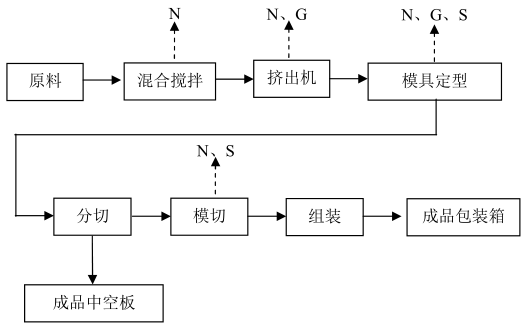 N
N、G
N、G、S
原料
混合搅拌
挤出机
模具定型
N、S
分切
模切
组装
成品包装箱
成品中空板